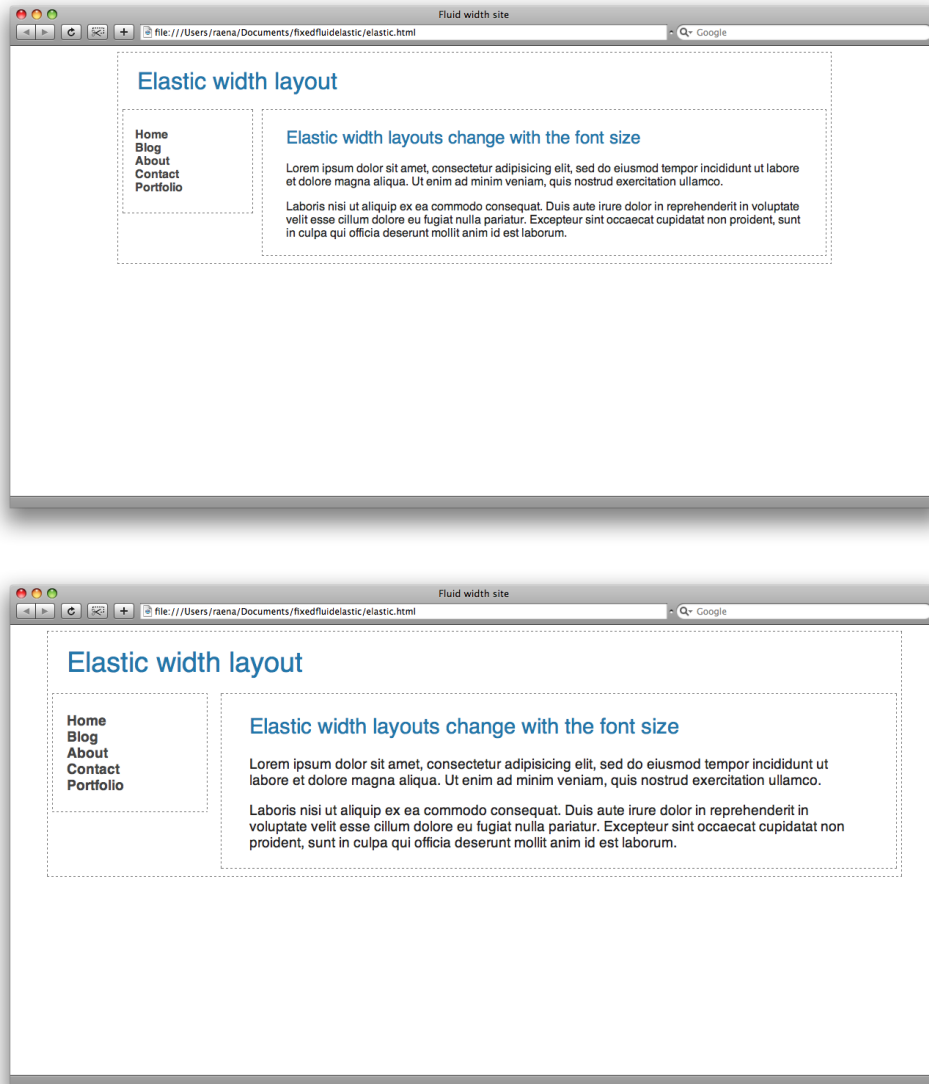 Fluid width site
file:///Users/raena/Documents/fixedfluidelastic/elastic.html
Google
Elastic width layout
Home
Blog
About
Contact
Portfolio
Elastic width layouts change with the font size
Lorem ipsum dolor sit amet, consectetur adipisicing elit, sed do eiusmod tempor incididunt ut labore
et dolore magna aliqua. Ut enim ad minim veniam, quis nostrud exercitation ullamco.
Laboris nisi ut aliquip ex ea commodo consequat. Duis aute irure dolor in reprehenderit in voluptate
velit esse cillum dolore eu fugiat nulla pariatur. Excepteur sint occaecat cupidatat non proident, sunt
in culpa qui officia deserunt mollit anim id est laborum.
Fluid width site
file:///Users/raena/Documents/fixedfluidelastic/elastic.html
Google
Elastic width layout
Home
Blog
About
Contact
Portfolio
Elastic width layouts change with the font size
Lorem ipsum dolor sit amet, consectetur adipisicing elit, sed do eiusmod tempor incididunt ut
labore et dolore magna aliqua. Ut enim ad minim veniam, quis nostrud exercitation ullamco.
Laboris nisi ut aliquip ex ea commodo consequat. Duis aute irure dolor in reprehenderit in
voluptate velit esse cillum dolore eu fugiat nulla pariatur. Excepteur sint occaecat cupidatat non
proident, sunt in culpa qui officia deserunt mollit anim id est laborum.